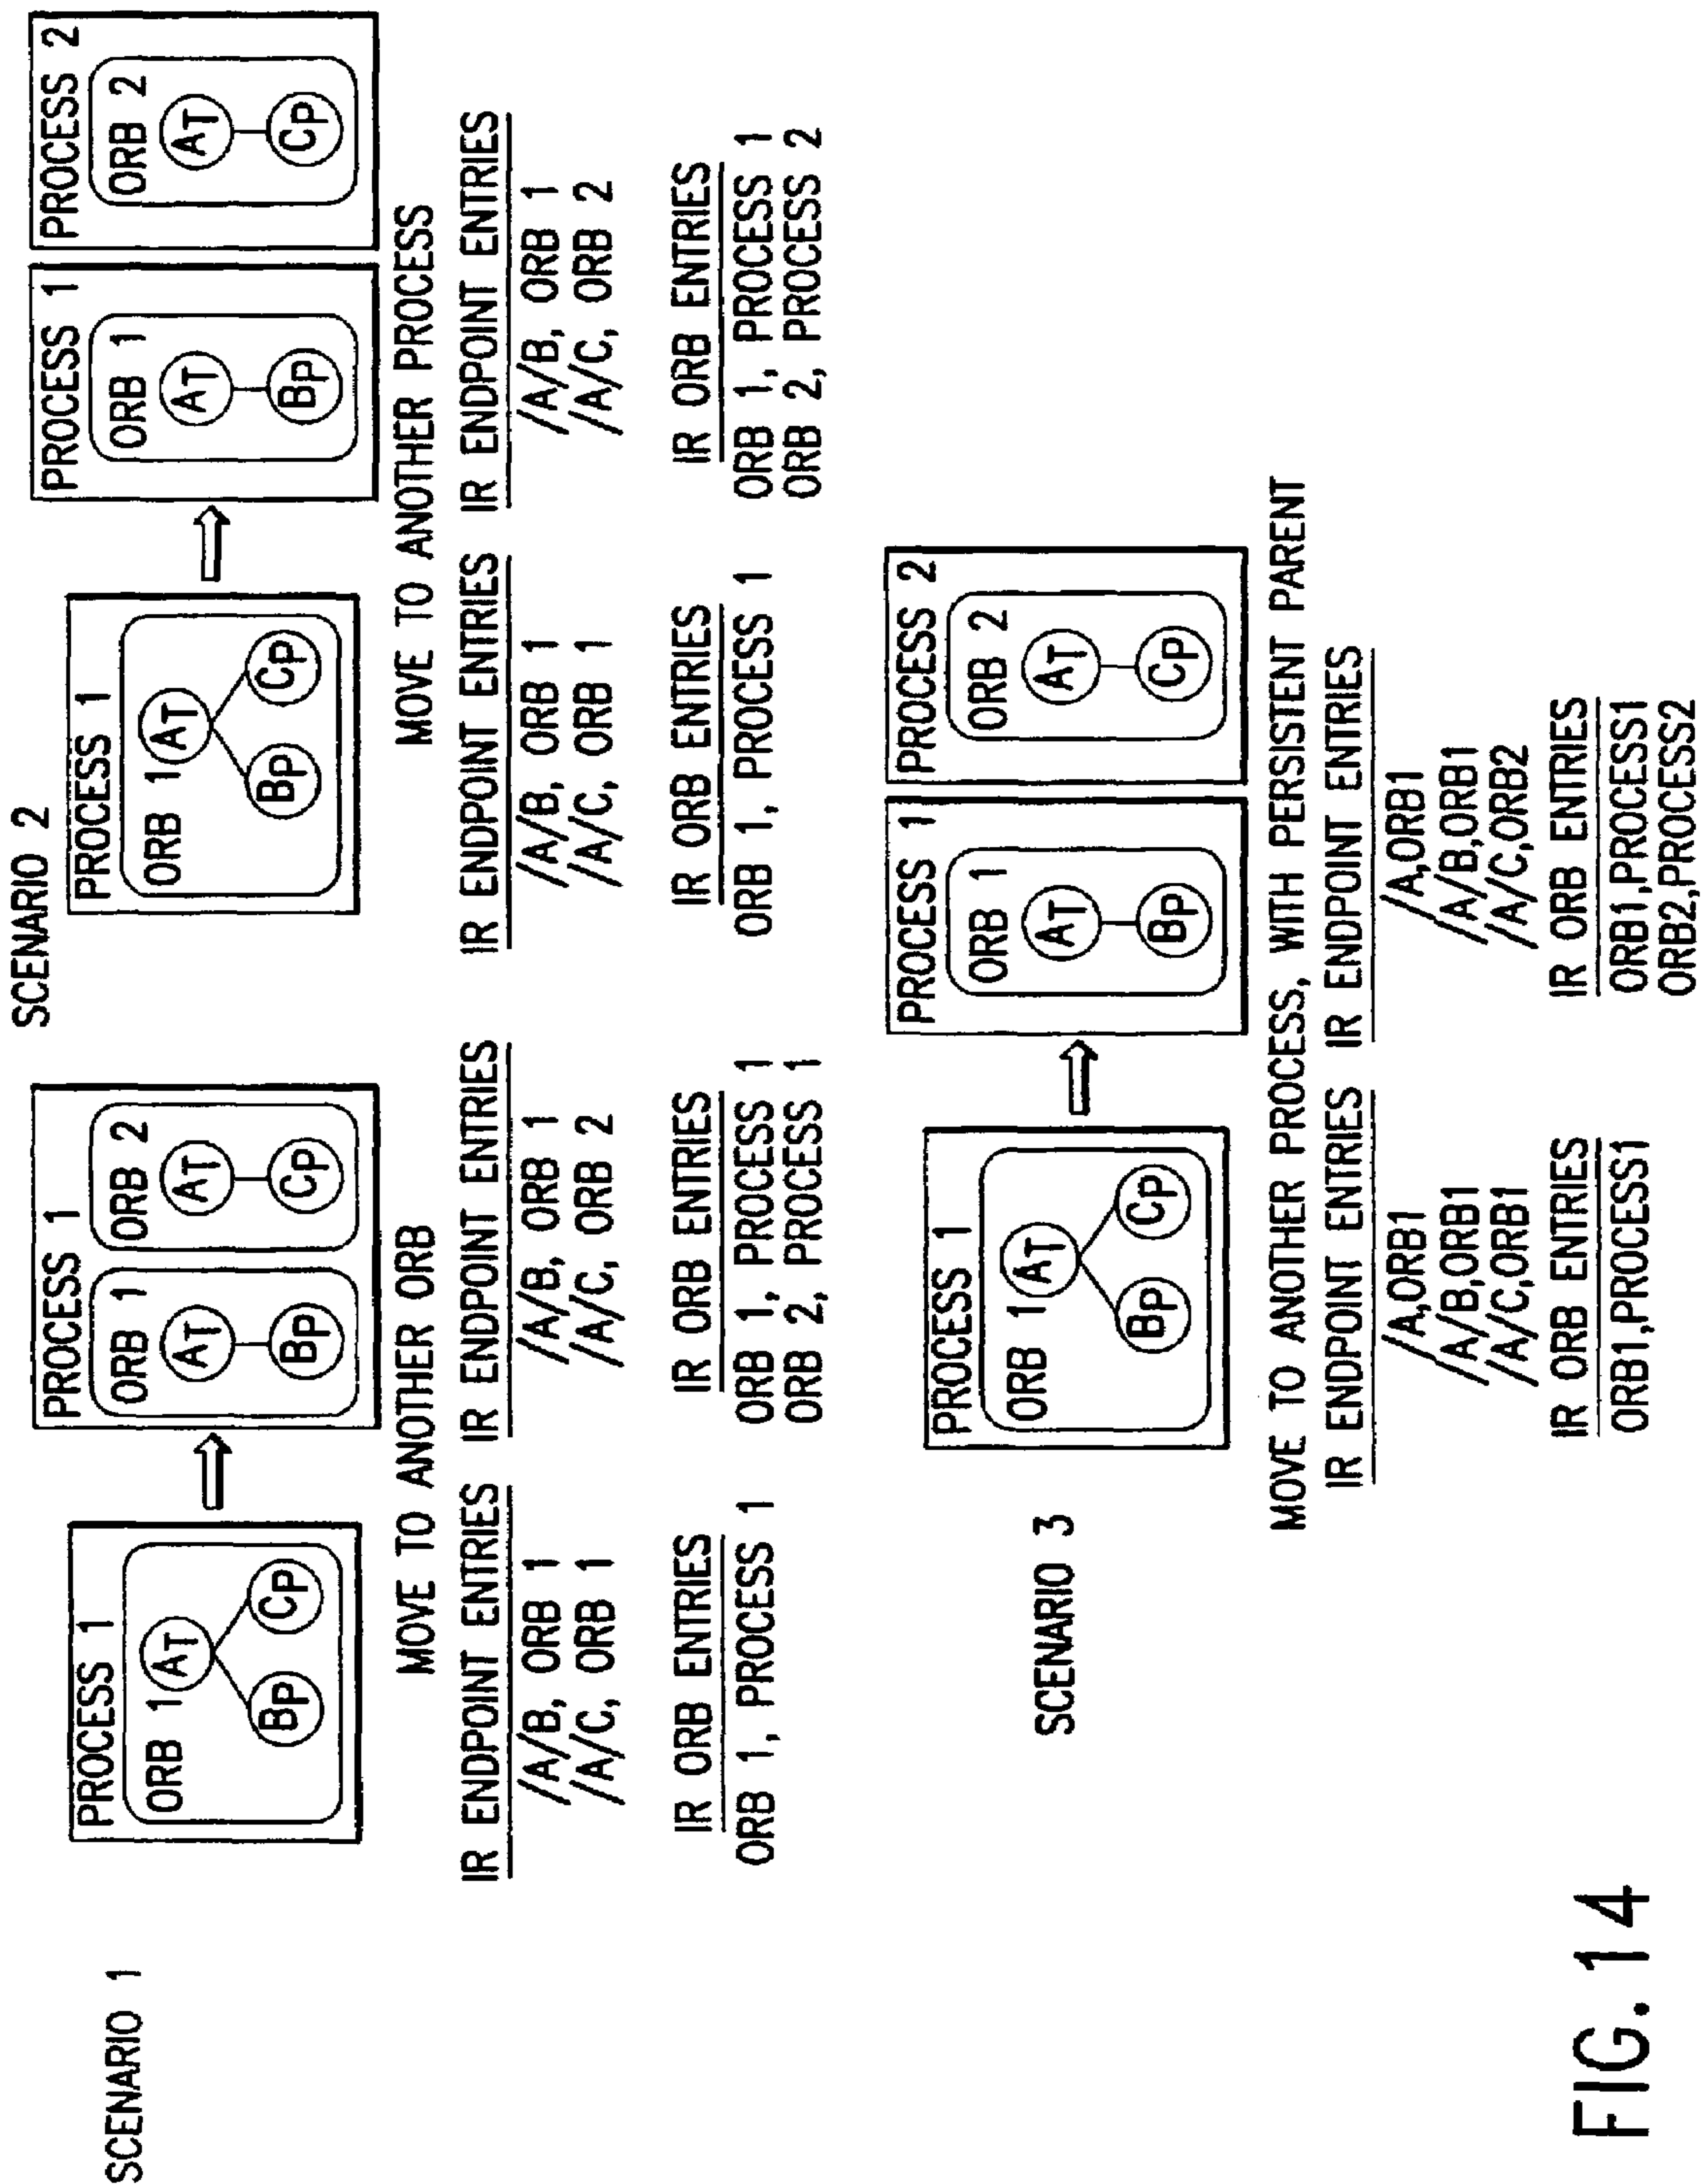 SCENARIO 1
PROCESS 1
ORB 1
AT
BP
CP
PROCESS 1
ORB 1
AT
BP
ORB 2
AT
CP
MOVE TO ANOTHER ORB
IR ENDPOINT ENTRIES
//A/B, ORB 1
//A/C, ORB 1
IR ORB ENTRIES
ORB 1, PROCESS 1
IR ENDPOINT ENTRIES
//A/B, ORB 1
//A/C, ORB 2
IR ORB ENTRIES
ORB 1, PROCESS 1
ORB 2, PROCESS 1
SCENARIO 2
PROCESS 1
ORB 1
AT
BP
CP
PROCESS 1
ORB 1
AT
BP
PROCESS 2
ORB 2
AT
CP
MOVE TO ANOTHER PROCESS
IR ENDPOINT ENTRIES
//A/B, ORB 1
//A/C, ORB 1
IR ORB ENTRIES
ORB 1, PROCESS 1
IR ENDPOINT ENTRIES
//A/B, ORB 1
//A/C, ORB 2
IR ORB ENTRIES
ORB 1, PROCESS 1
ORB 2, PROCESS 2
SCENARIO 3
PROCESS 1
ORB 1
AT
BP
CP
PROCESS 1
ORB 1
AT
BP
PROCESS 2
ORB 2
AT
CP
MOVE TO ANOTHER PROCESS, WITH PERSISTENT PARENT
IR ENDPOINT ENTRIES
//A,ORB1
//A/B,ORB1
//A/C,ORB1
IR ORB ENTRIES
ORB1,PROCESS1
IR ENDPOINT ENTRIES
//A,ORB1
//A/B,ORB1
//A/C,ORB2
IR ORB ENTRIES
ORB1,PROCESS1
ORB2,PROCESS2
FIG. 14